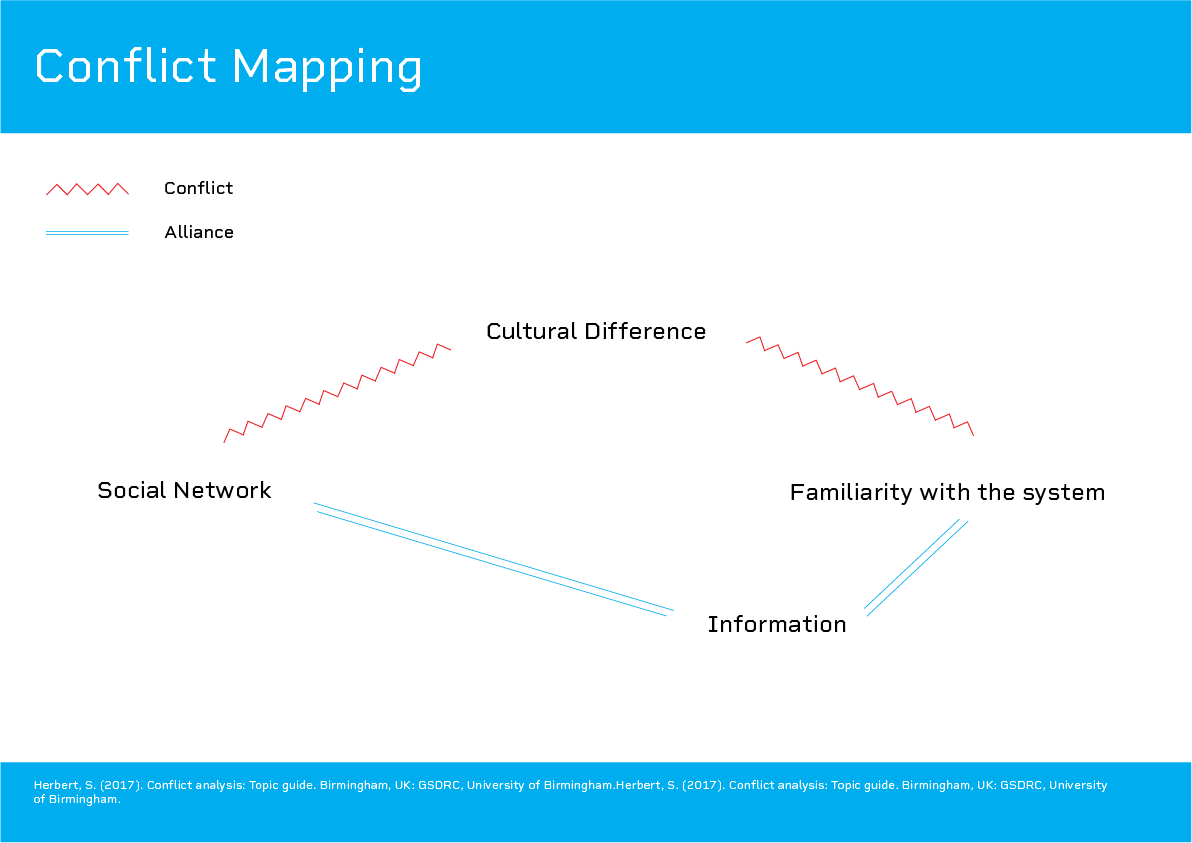 Conflict Mapping
Conflict
Alliance
Cultural Difference
Social Network
Familiarity with the system
Information
Herbert, S. (2017). Conflict analysis: Topic guide. Birmingham, UK: GSDRC, University of Birmingham.Herbert, S. (2017). Conflict analysis: Topic guide. Birmingham, UK: GSDRC, University
of Birmingham.